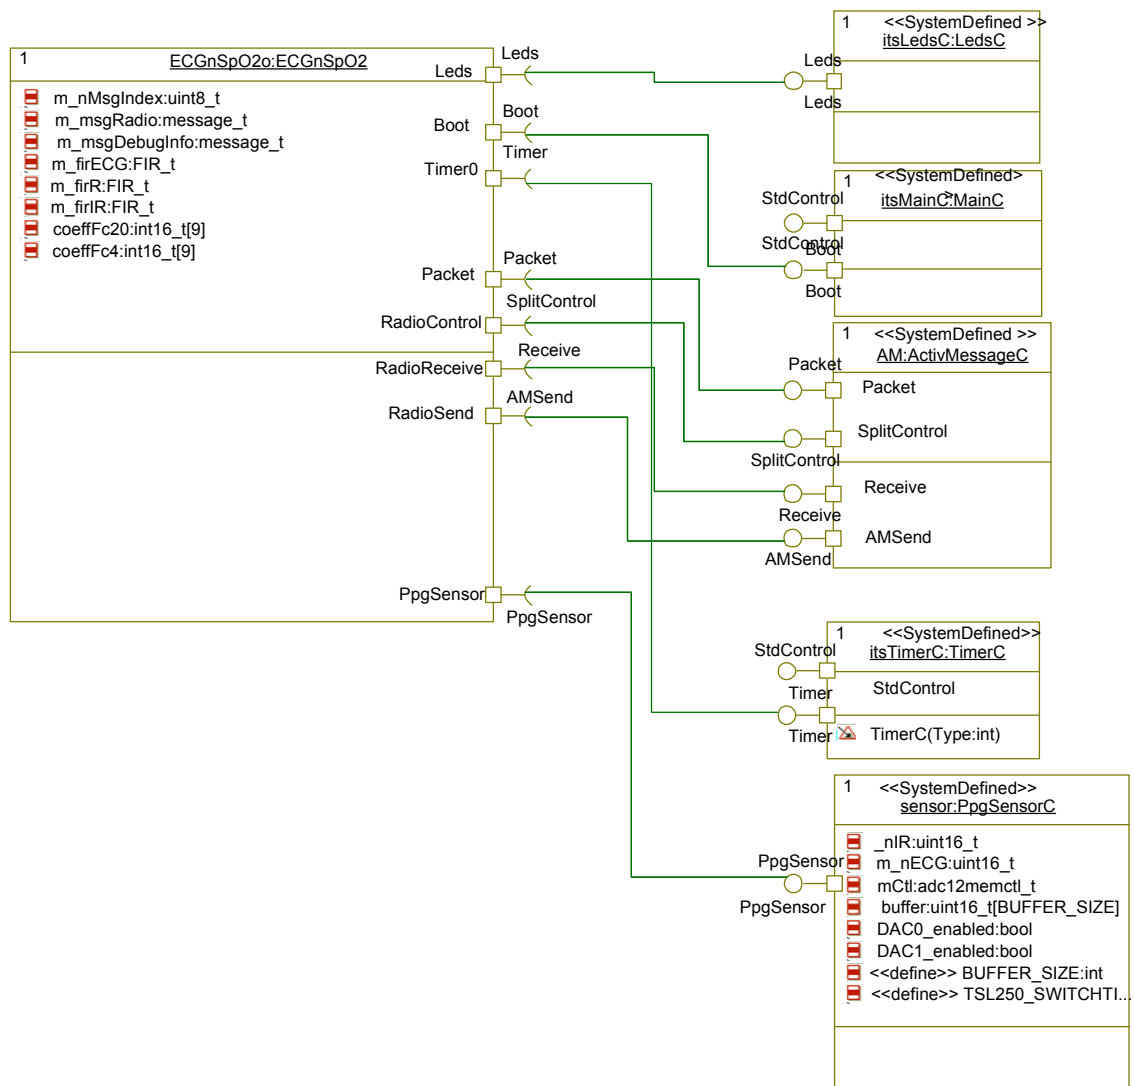 1
ECGnSpO2o:ECGnSpO2
m_nMsgIndex:uint8_t
m_msgRadio:message_t
m_msgDebugInfo:message_t
m_firECG:FIR_t
m_firR:FIR_t
m_firIR:FIR_t
coeffFc20:int16_t[9]
coeffFc4:int16_t[9]
Leds
Leds
Boot
Boot
Timer0
Timer
Packet
Packet
RadioControl
SplitControl
RadioReceive
Receive
RadioSend
AMSend
PpgSensor
PpgSensor
1
<<SystemDefined >>
itsLedsC:LedsC
Leds
Leds
1
<<SystemDefined>
>
itsMainC:MainC
StdControl
StdControl
Boot
Boot
1
<<SystemDefined >>
AM:ActivMessageC
Packet
Packet
SplitControl
SplitControl
Receive
Receive
AMSend
AMSend
1
<<SystemDefined>>
itsTimerC:TimerC
StdControl
StdControl
Timer
Timer
TimerC(Type:int)
1
<<SystemDefined>>
sensor:PpgSensorC
PpgSensor
PpgSensor
_nIR:uint16_t
m_nECG:uint16_t
mCtl:adc12memctl_t
buffer:uint16_t[BUFFER_SIZE]
DAC0_enabled:bool
DAC1_enabled:bool
<<define>> BUFFER_SIZE:int
<<define>> TSL250_SWITCHTI...